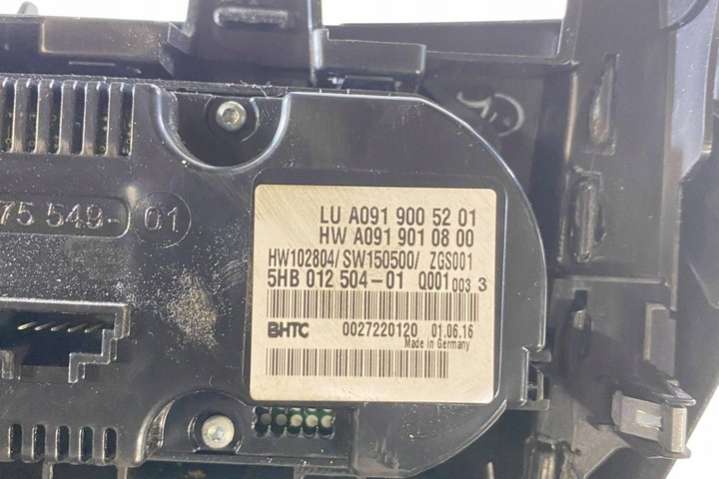 LU A091 900 52 01
HW A091 901 08 00
HW102804/ SW150500/ ZGS001
5HB 012 504-01 0001 003 3
BHTC 0027220120 01.06.16
Made in Germany
75 549- 01